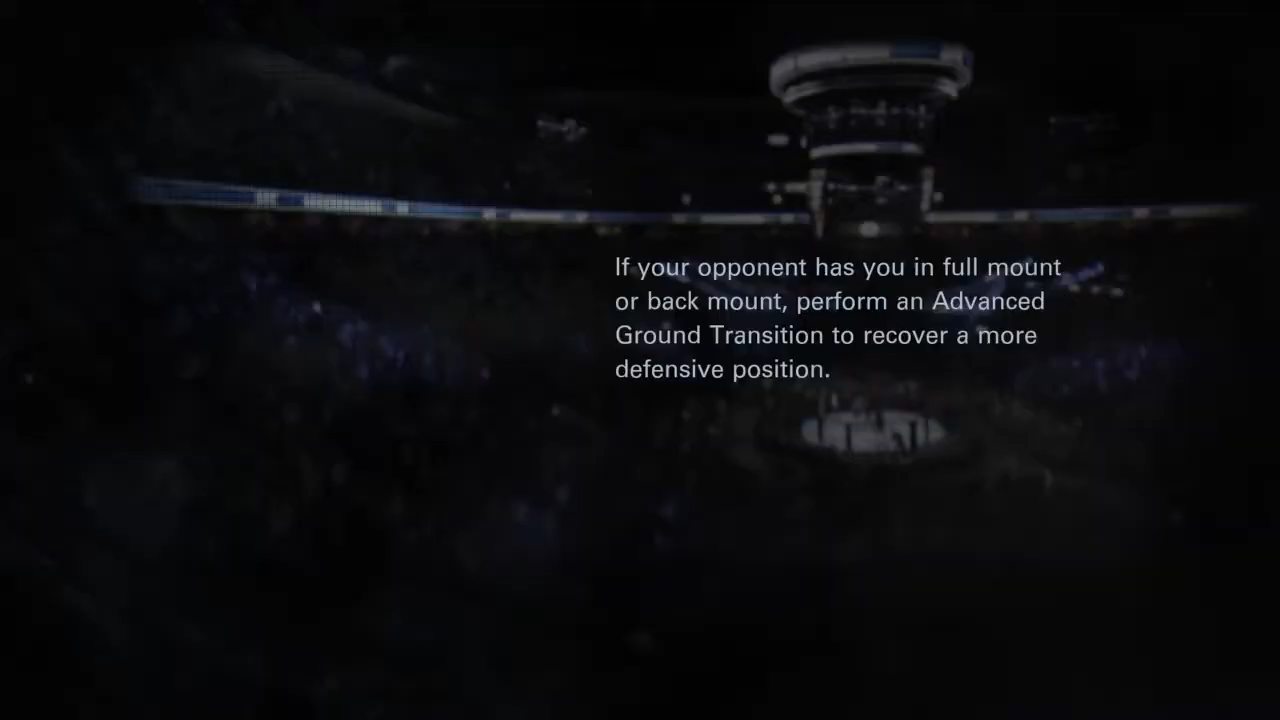 If your opponent has you in full mount
or back mount, perform an Advanced
Ground Transition to recover a more
defensive position.